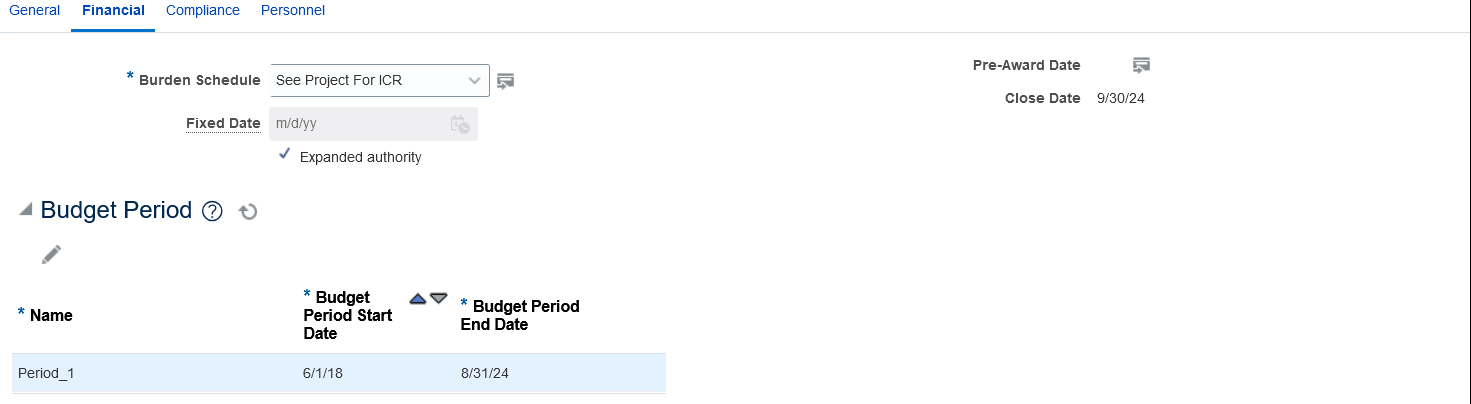 General Financial Compliance Personnel
* Burden Schedule See Project For ICR
Fixed Date m/d/yy
Expanded authority
Pre-Award Date
Close Date 9/30/24
Budget Period ?
* Name
* Budget
Period Start
Date
* Budget Period
End Date
Period_1 6/1/18 8/31/24